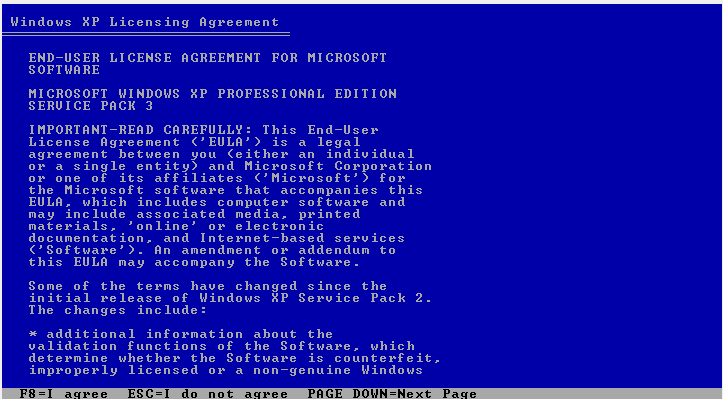 Windows XP Licensing Agreement
END-USER LICENSE AGREEMENT FOR MICROSOFT
SOFTWARE
MICROSOFT WINDOWS XP PROFESSIONAL EDITION
SERVICE PACK 3
IMPORTANT-READ CAREFULLY: This End-User
License Agreement ('EULA') is a legal
agreement between you (either an individual
or a single entity) and Microsoft Corporation
or one of its affiliates ('Microsoft') for
the Microsoft software that accompanies this
EULA, which includes computer software and
may include associated media, printed
materials, 'online' or electronic
documentation, and Internet-based services
('Software'). An amendment or addendum to
this EULA may accompany the Software.
Some of the terms have changed since the
initial release of Windows XP Service Pack 2.
The changes include:
* additional information about the
validation functions of the Software, which
determine whether the Software is counterfeit,
improperly licensed or a non-genuine Windows
F8=I agree ESC=I do not agree PAGE DOWN=Next Page